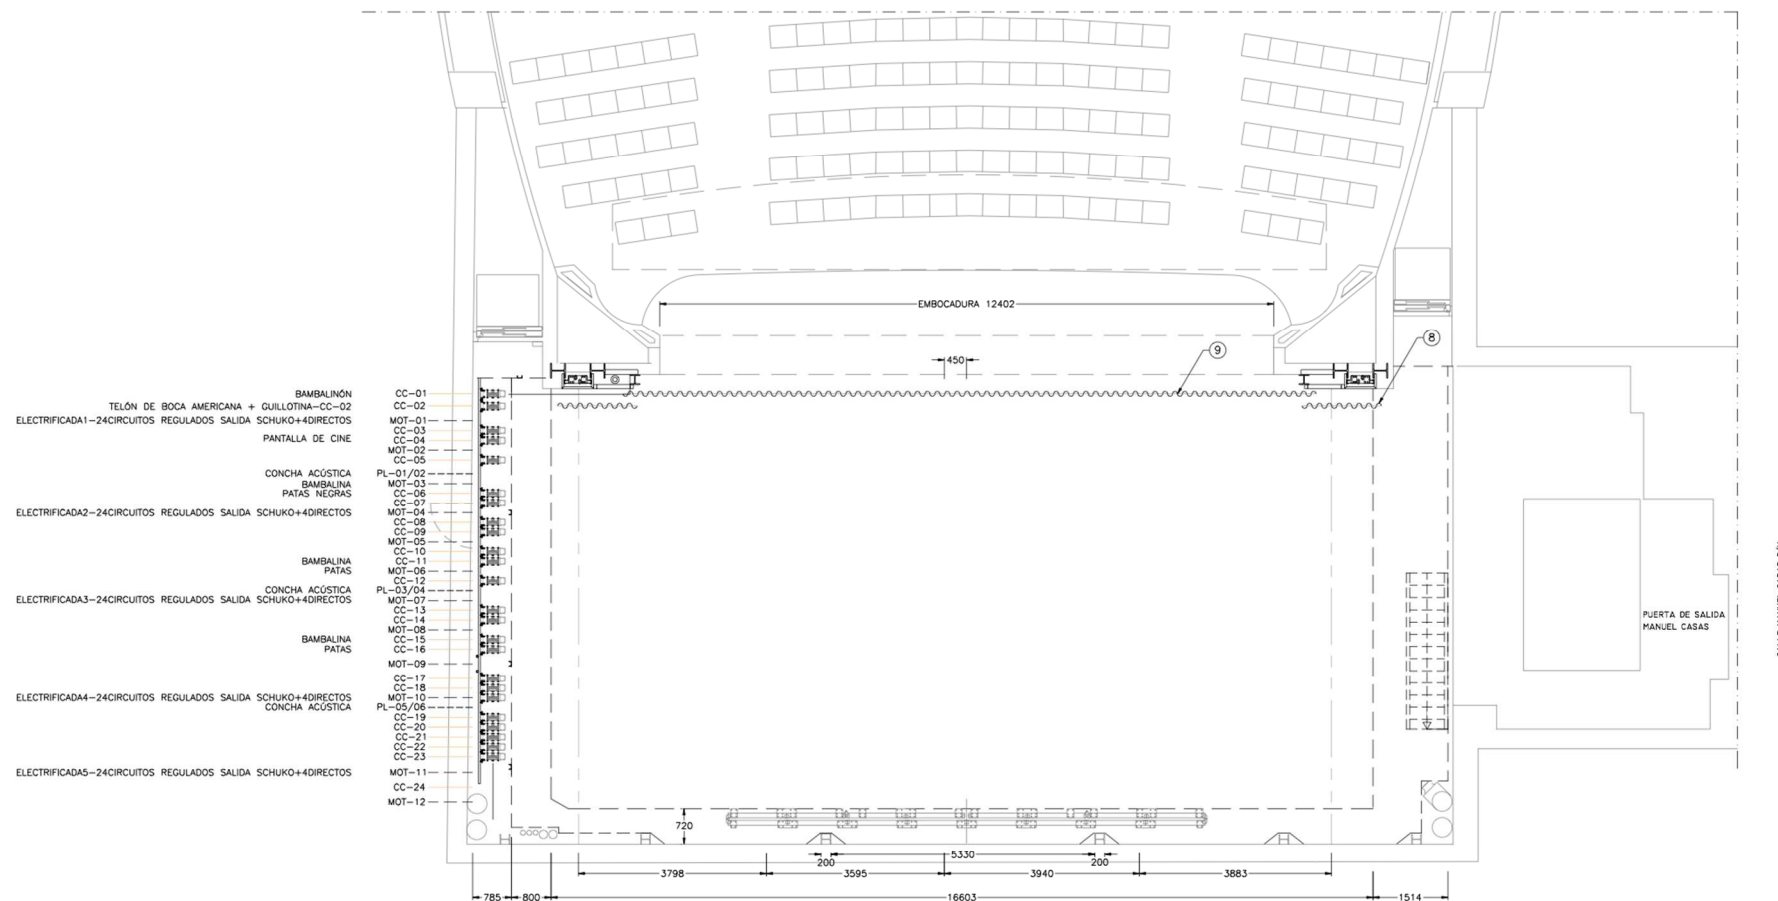 EMBOCADURA 12402
9
8
450
BAMBALINÓN CC-01
TELÓN DE BOCA AMERICANA + GUILLOTINA-CC-02 CC-02
ELECTRIFICADA1-24CIRCUITOS REGULADOS SALIDA SCHUKO+4DIRECTOS MOT-01
CC-03
PANTALLA DE CINE CC-04
MOT-02
CC-05
CONCHA ACÚSTICA PL-01/02
BAMBALINA MOT-03
PATAS NEGRAS CC-06
CC-07
ELECTRIFICADA2-24CIRCUITOS REGULADOS SALIDA SCHUKO+4DIRECTOS MOT-04
CC-08
CC-09
MOT-05
CC-10
BAMBALINA CC-11
PATAS MOT-06
CC-12
CONCHA ACÚSTICA PL-03/04
ELECTRIFICADA3-24CIRCUITOS REGULADOS SALIDA SCHUKO+4DIRECTOS MOT-07
CC-13
CC-14
MOT-08
BAMBALINA CC-15
PATAS CC-16
MOT-09
CC-17
CC-18
ELECTRIFICADA4-24CIRCUITOS REGULADOS SALIDA SCHUKO+4DIRECTOS MOT-10
CONCHA ACÚSTICA PL-05/06
CC-19
CC-20
CC-21
CC-22
CC-23
ELECTRIFICADA5-24CIRCUITOS REGULADOS SALIDA SCHUKO+4DIRECTOS MOT-11
CC-24
MOT-12
PUERTA DE SALIDA
MANUEL CASAS
720
5330
200 200
3798 3595 3940 3883
785 800 16603 1514